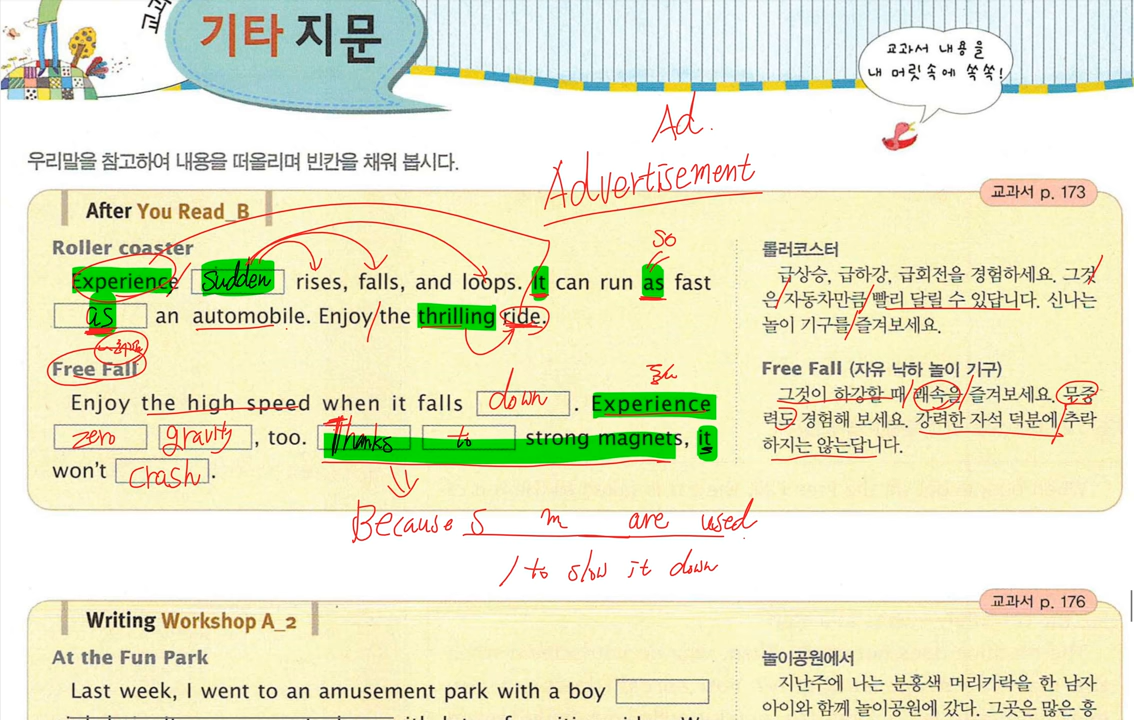 교과
기타 지문
교과서 내용을
내 머릿속에 쏙쏙!
Ad.
Advertisement
우리말을 참고하여 내용을 떠올리며 빈칸을 채워 봅시다.
교과서 p. 173
After You Read_B
Roller coaster
so
Experience sudden rises, falls, and loops. It can run as fast
as an automobile. Enjoy the thrilling ride.
Free Fall
Enjoy the high speed when it falls down. Experience
zero gravity, too. Thanks to strong magnets, it
won't crash.
Because s m are used
to slow it down
롤러코스터
급상승, 급하강, 급회전을 경험하세요. 그것
은 자동차만큼 빨리 달릴 수 있답니다. 신나는
놀이 기구를 즐겨보세요.
Free Fall (자유 낙하 놀이 기구)
그것이 하강할 때 쾌속을 즐겨보세요. 무중
력도 경험해 보세요. 강력한 자석 덕분에 추락
하지는 않는답니다.
교과서 p. 176
Writing Workshop A_2
At the Fun Park
Last week, I went to an amusement park with a boy
놀이공원에서
지난주에 나는 분홍색 머리카락을 한 남자
아이와 함께 놀이공원에 갔다. 그곳은 많은 흥